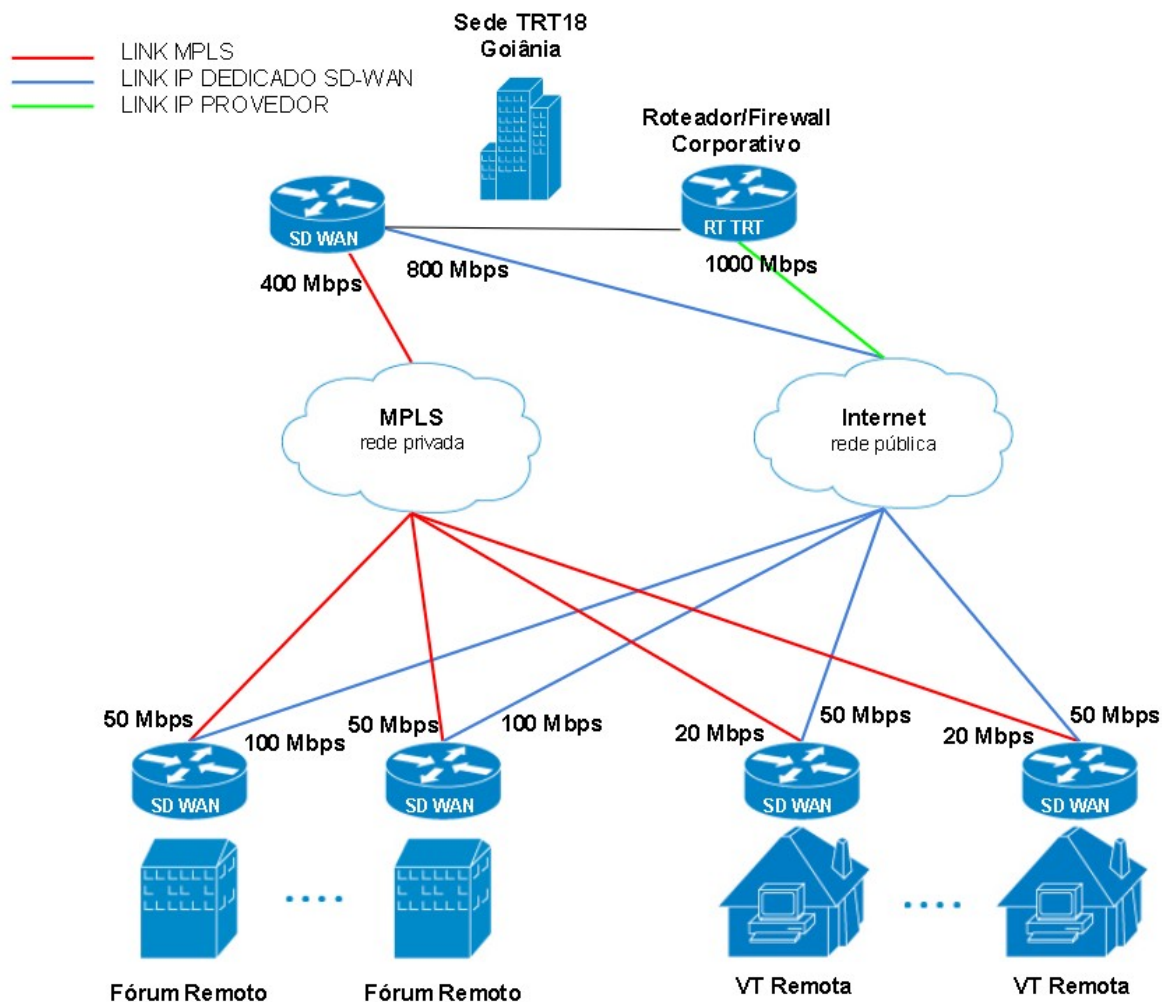 Sede TRT18
Goiânia
LINK MPLS
LINK IP DEDICADO SD-WAN
LINK IP PROVEDOR
Roteador/Firewall
Corporativo
SD WAN
RT TRT
400 Mbps
800 Mbps
1000 Mbps
MPLS
rede privada
Internet
rede pública
50 Mbps
100 Mbps
50 Mbps
100 Mbps
20 Mbps
50 Mbps
20 Mbps
50 Mbps
SD WAN
SD WAN
SD WAN
SD WAN
Fórum Remoto
Fórum Remoto
VT Remota
VT Remota